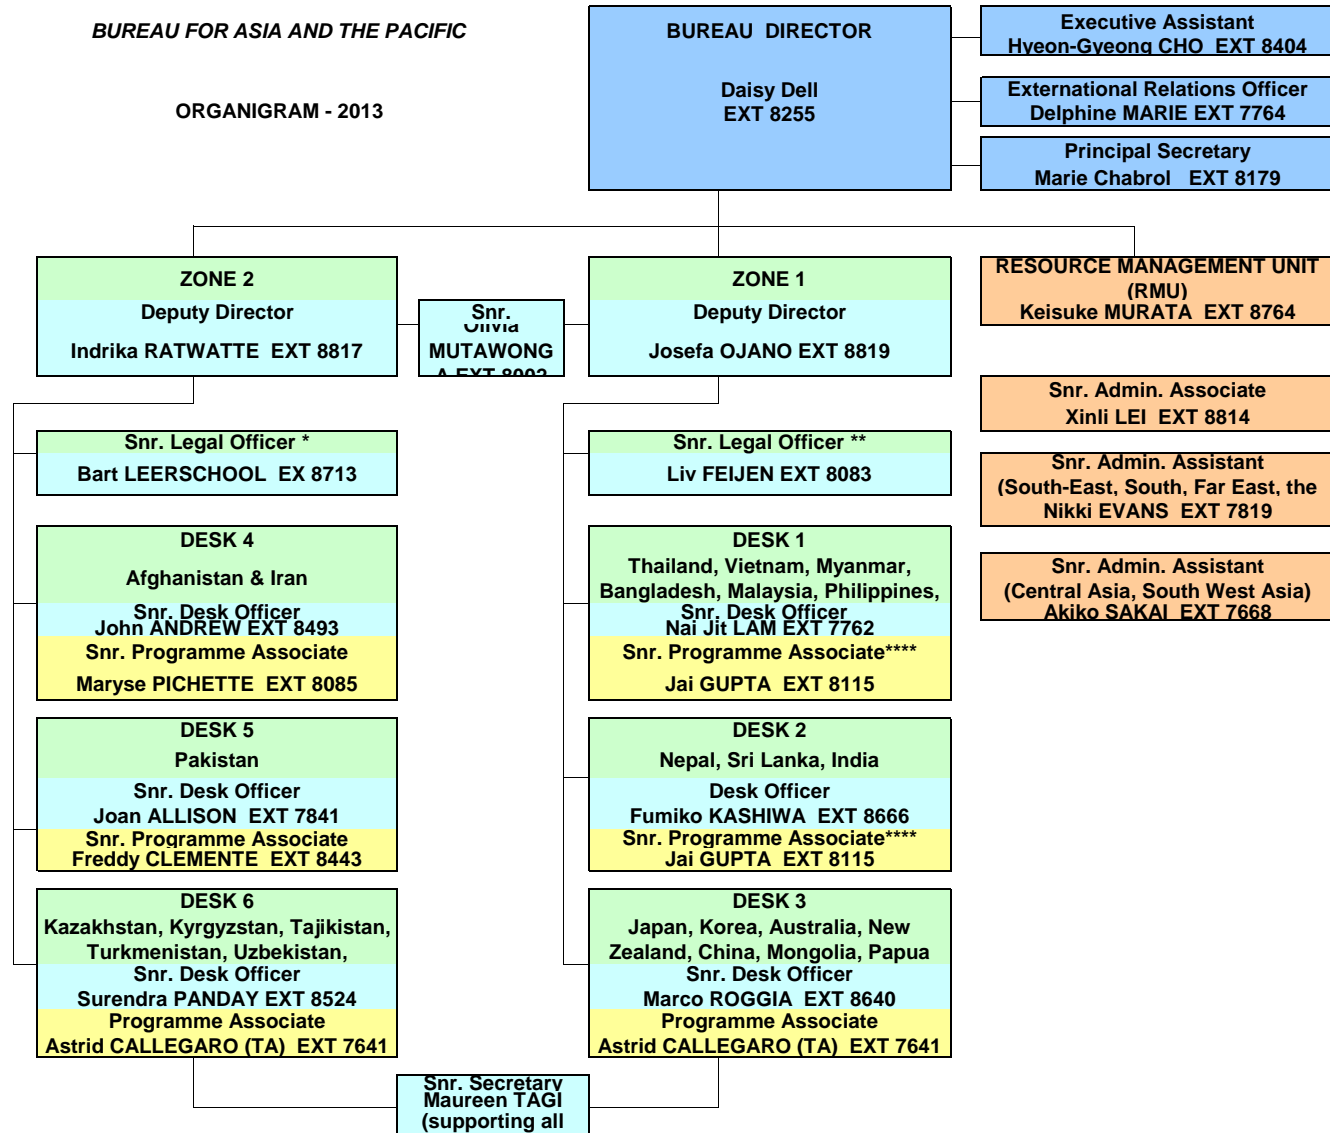 BUREAU FOR ASIA AND THE PACIFIC
ORGANIGRAM - 2013
BUREAU DIRECTOR
Daisy Dell
EXT 8255
Executive Assistant
Hyeon-Gyeong CHO EXT 8404
External Relations Officer
Delphine MARIE EXT 7764
Principal Secretary
Marie Chabrol EXT 8179
ZONE 2
Deputy Director
Indrika RATWATTE EXT 8817
Snr.
Olivia
MUTAWONG
A EXT 8002
ZONE 1
Deputy Director
Josefa OJANO EXT 8819
RESOURCE MANAGEMENT UNIT
(RMU)
Keisuke MURATA EXT 8764
Snr. Admin. Associate
Xinli LEI EXT 8814
Snr. Admin. Assistant
(South-East, South, Far East, the
Nikki EVANS EXT 7819
Snr. Admin. Assistant
(Central Asia, South West Asia)
Akiko SAKAI EXT 7668
Snr. Legal Officer *
Bart LEERSCHOOL EX 8713
DESK 4
Afghanistan & Iran
Snr. Desk Officer
John ANDREW EXT 8493
Snr. Programme Associate
Maryse PICHETTE EXT 8085
DESK 5
Pakistan
Snr. Desk Officer
Joan ALLISON EXT 7841
Snr. Programme Associate
Freddy CLEMENTE EXT 8443
DESK 6
Kazakhstan, Kyrgyzstan, Tajikistan,
Turkmenistan, Uzbekistan,
Snr. Desk Officer
Surendra PANDAY EXT 8524
Programme Associate
Astrid CALLEGARO (TA) EXT 7641
Snr. Legal Officer **
Liv FEIJEN EXT 8083
DESK 1
Thailand, Vietnam, Myanmar,
Bangladesh, Malaysia, Philippines,
Snr. Desk Officer
Nai Jit LAM EXT 7762
Snr. Programme Associate****
Jai GUPTA EXT 8115
DESK 2
Nepal, Sri Lanka, India
Desk Officer
Fumiko KASHIWA EXT 8666
Snr. Programme Associate****
Jai GUPTA EXT 8115
DESK 3
Japan, Korea, Australia, New
Zealand, China, Mongolia, Papua
Snr. Desk Officer
Marco ROGGIA EXT 8640
Programme Associate
Astrid CALLEGARO (TA) EXT 7641
Snr. Secretary
Maureen TAGI
(supporting all